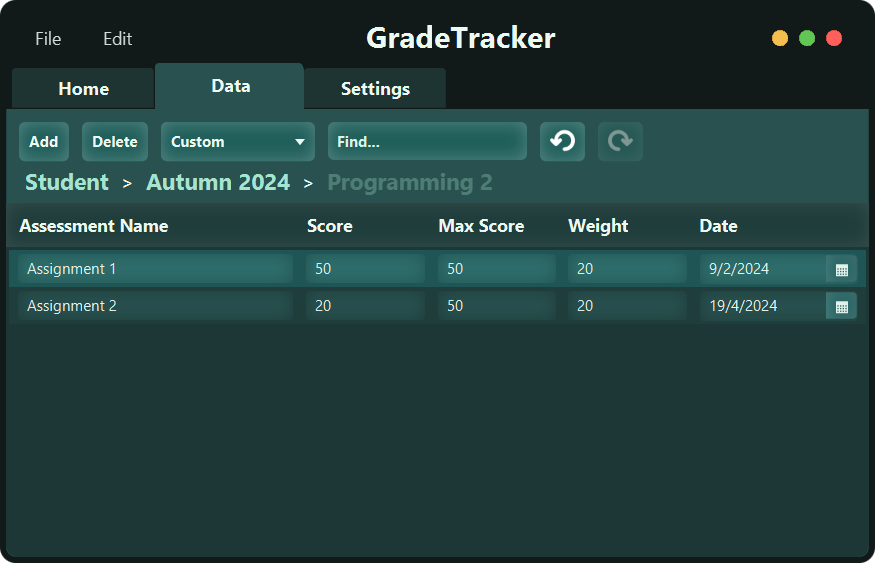 File Edit GradeTracker
Home Data Settings
Add Delete Custom Find...
Student > Autumn 2024 > Programming 2
Assessment Name Score Max Score Weight Date
Assignment 1 50 50 20 9/2/2024
Assignment 2 20 50 20 19/4/2024